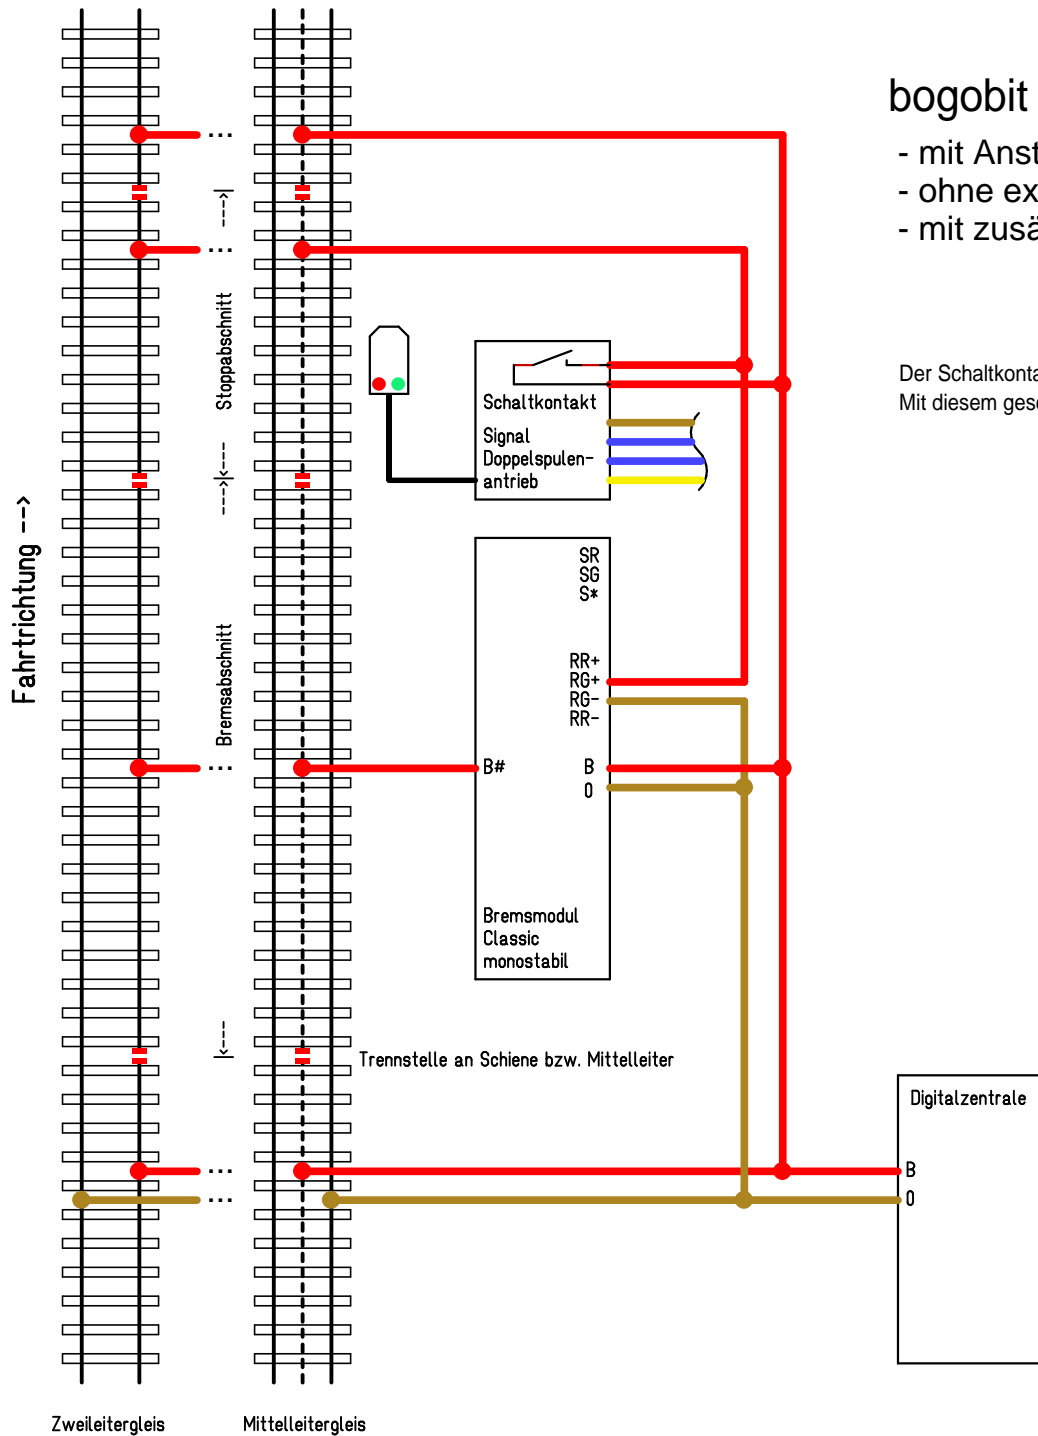 bogobit
- mit Anst
- ohne ex
- mit zusä
Der Schaltkonta
Mit diesem gesc
Fahrtrichtung -->
Stoppabschnitt
Bremsabschnitt
Schaltkontakt
Signal
Doppelspulen-
antrieb
SR
SG
S*
RR+
RG+
RG-
RR-
B#
B
0
Bremsmodul
Classic
monostabil
Trennstelle an Schiene bzw. Mittelleiter
Digitalzentrale
B
0
Zweileitergleis
Mittelleitergleis